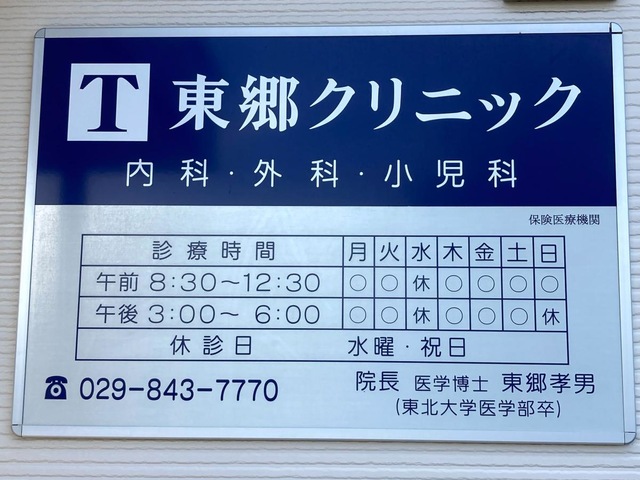 T 東郷クリニック
内科・外科・小児科
保険医療機関
診療時間 月 火 水 木 金 土 日
午前 8:30～12:30 ○ ○ 休 ○ ○ ○ ○
午後 3:00～ 6:00 ○ ○ 休 ○ ○ ○ 休
休診日 水曜・祝日
☎ 029-843-7770 院長 医学博士 東郷孝男
(東北大学医学部卒)